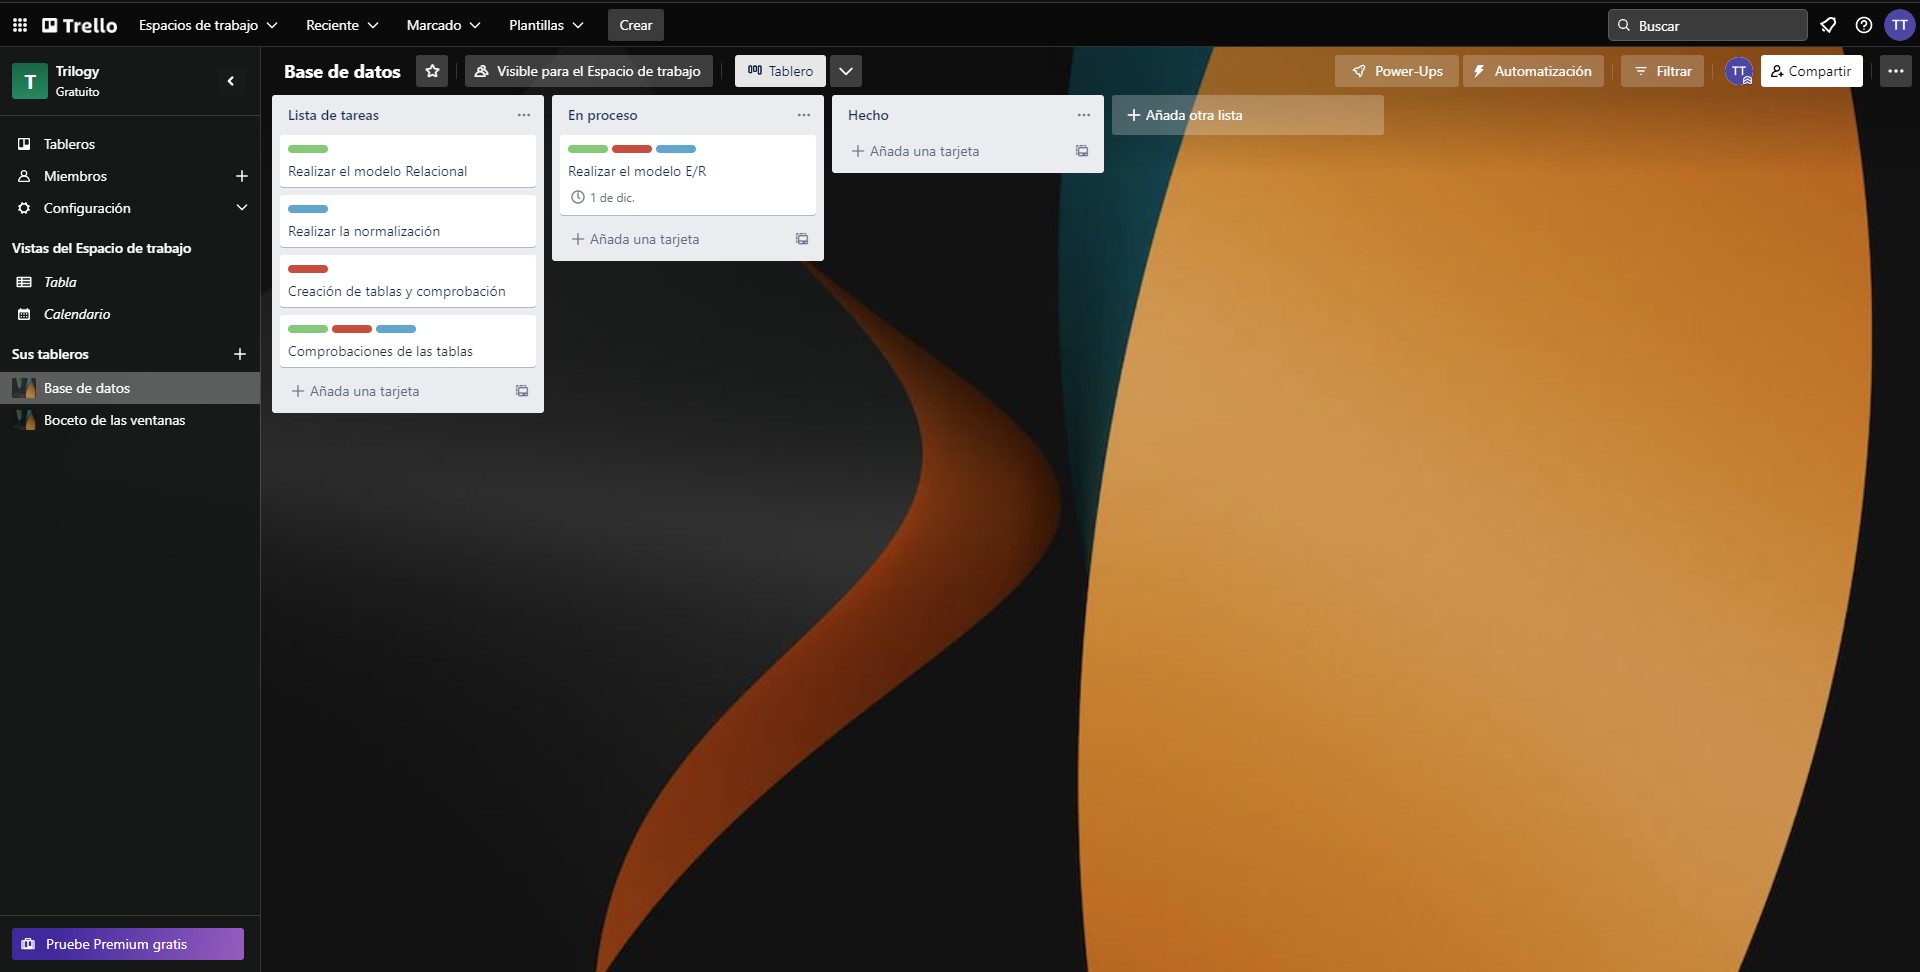 Trello
Espacios de trabajo
Reciente
Marcado
Plantillas
Crear
Buscar
TT
T
Trilogy
Gratuito
Base de datos
Visible para el Espacio de trabajo
Tablero
Power-Ups
Automatización
Filtrar
TT
Compartir
Tableros
Miembros
Configuración
Vistas del Espacio de trabajo
Tabla
Calendario
Sus tableros
Base de datos
Boceto de las ventanas
Pruebe Premium gratis
Lista de tareas
Realizar el modelo Relacional
Realizar la normalización
Creación de tablas y comprobación
Comprobaciones de las tablas
Añada una tarjeta
En proceso
Realizar el modelo E/R
1 de dic.
Añada una tarjeta
Hecho
Añada una tarjeta
Añada otra lista